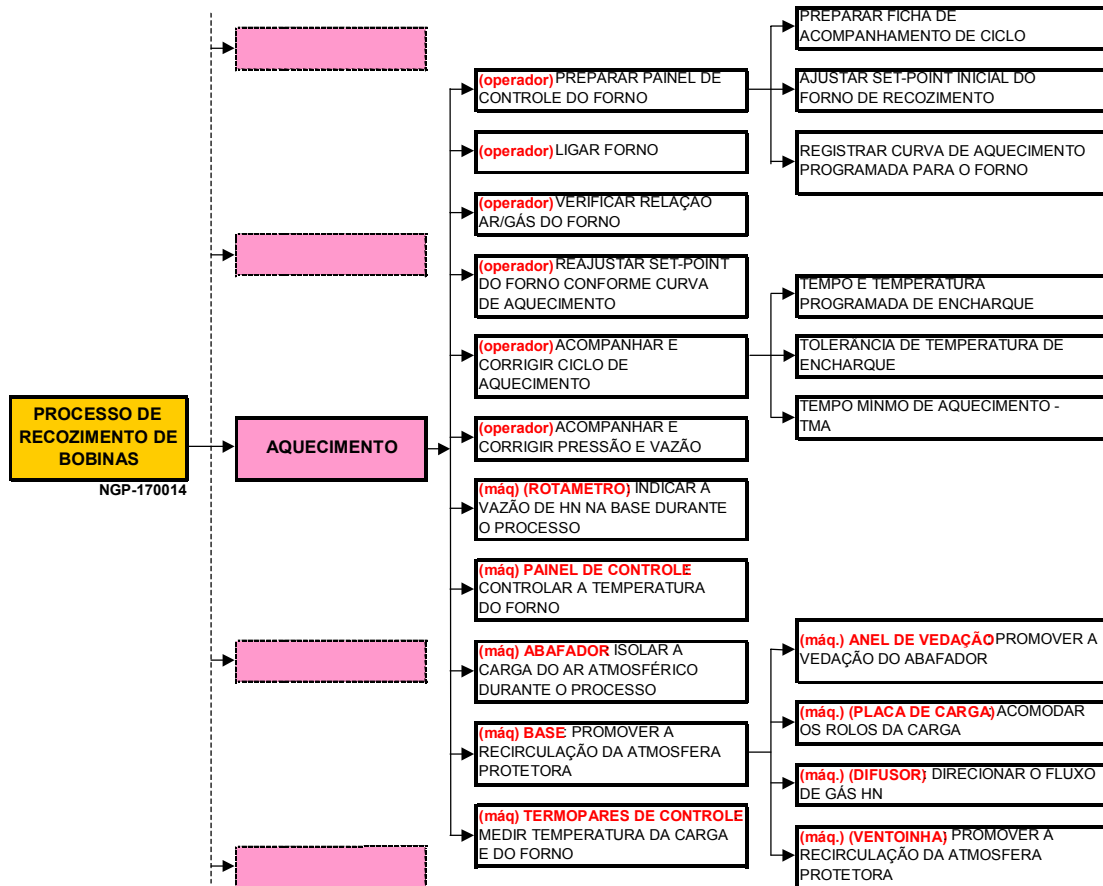 PROCESSO DE
RECOZIMENTO DE
BOBINAS
NGP-170014
AQUECIMENTO
(operador) PREPARAR PAINEL DE
CONTROLE DO FORNO
(operador) LIGAR FORNO
(operador) VERIFICAR RELAÇÃO
AR/GÁS DO FORNO
(operador) REAJUSTAR SET-POINT
DO FORNO CONFORME CURVA
DE AQUECIMENTO
(operador) ACOMPANHAR E
CORRIGIR CICLO DE
AQUECIMENTO
(operador) ACOMPANHAR E
CORRIGIR PRESSÃO E VAZÃO
(máq) (ROTAMETRO): INDICAR A
VAZÃO DE HN NA BASE DURANTE
O PROCESSO
(máq) PAINEL DE CONTROLE:
CONTROLAR A TEMPERATURA
DO FORNO
(máq) ABAFADOR: ISOLAR A
CARGA DO AR ATMOSFÉRICO
DURANTE O PROCESSO
(máq) BASE: PROMOVER A
RECIRCULAÇÃO DA ATMOSFERA
PROTETORA
(máq) TERMOPARES DE CONTROLE:
MEDIR TEMPERATURA DA CARGA
E DO FORNO
PREPARAR FICHA DE
ACOMPANHAMENTO DE CICLO
AJUSTAR SET-POINT INICIAL DO
FORNO DE RECOZIMENTO
REGISTRAR CURVA DE AQUECIMENTO
PROGRAMADA PARA O FORNO
TEMPO E TEMPERATURA
PROGRAMADA DE ENCHARQUE
TOLERÂNCIA DE TEMPERATURA DE
ENCHARQUE
TEMPO MINMO DE AQUECIMENTO -
TMA
(máq.) ANEL DE VEDAÇÃO: PROMOVER A
VEDAÇÃO DO ABAFADOR
(máq.) (PLACA DE CARGA): ACOMODAR
OS ROLOS DA CARGA
(máq.) (DIFUSOR): DIRECIONAR O FLUXO
DE GÁS HN
(máq.) (VENTOINHA): PROMOVER A
RECIRCULAÇÃO DA ATMOSFERA
PROTETORA